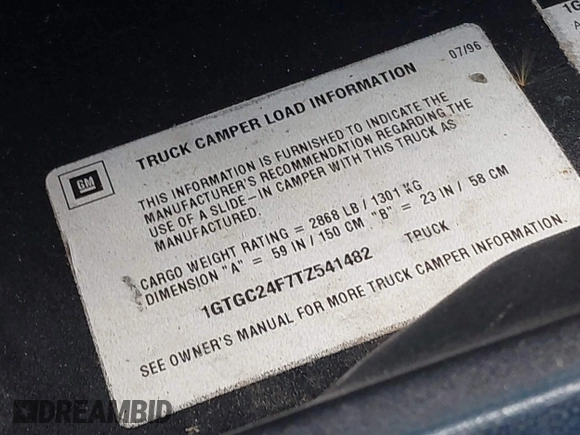 07/96
GM
TRUCK CAMPER LOAD INFORMATION
THIS INFORMATION IS FURNISHED TO INDICATE THE
MANUFACTURER'S RECOMMENDATION REGARDING THE
USE OF A SLIDE-IN CAMPER WITH THIS TRUCK AS
MANUFACTURED.
CARGO WEIGHT RATING = 2868 LB / 1301 KG
DIMENSION "A" = 59 IN / 150 CM "B" = 23 IN / 58 CM
1GTGC24F7TZ541482 TRUCK
SEE OWNER'S MANUAL FOR MORE TRUCK CAMPER INFORMATION.
DREAMBID